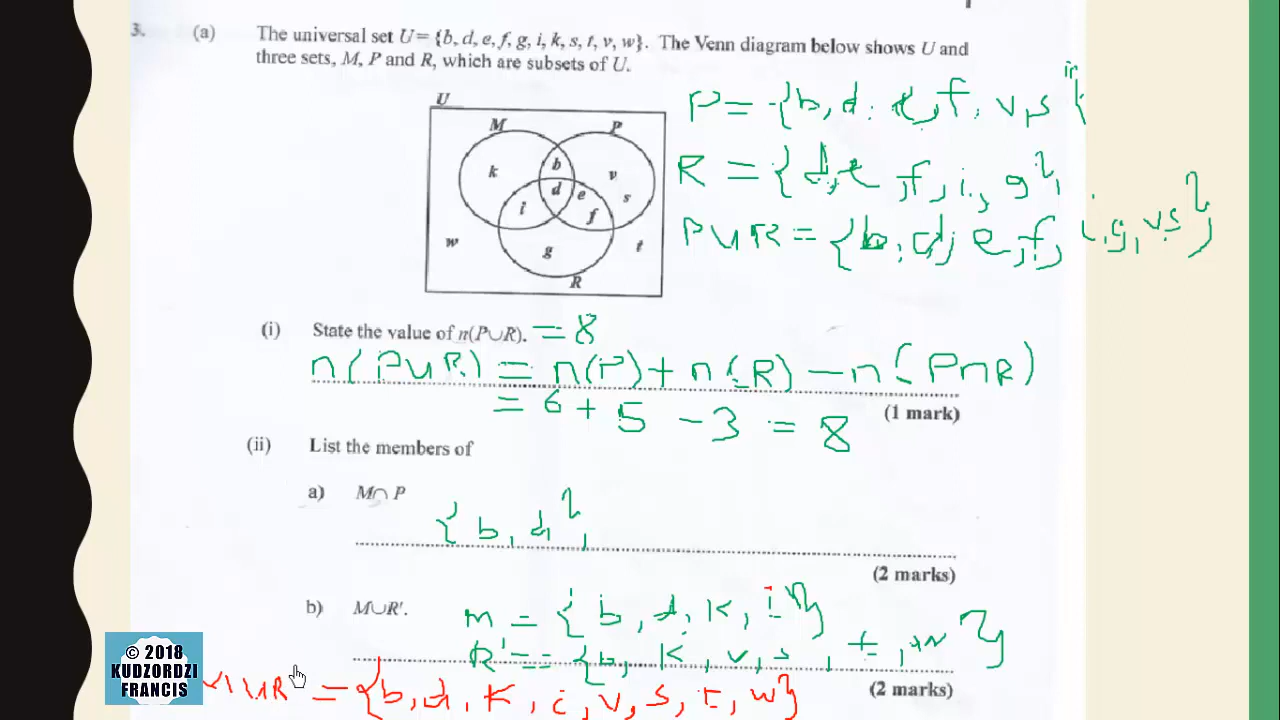 3. (a) The universal set U = {b, d, e, f, g, i, k, s, t, v, w}. The Venn diagram below shows U and
three sets, M, P and R, which are subsets of U.
P = {b, d, e, f, v, s}
U
M P
b
k v
R = {d, e, f, i, g}
d e s
i f
P∪R = {b, d, e, f, i, g, v, s}
w g t
R
(i) State the value of n(P∪R). = 8
n(P∪R) = n(P) + n(R) - n(P∩R)
(1 mark)
= 6 + 5 - 3 = 8
(ii) List the members of
a) M∩P
{b, d},
(2 marks)
b) M∪R'. M = {b, d, k, i}
R' = {b, k, v, s, t, w}
© 2018
KUDZORDZI
FRANCIS
(2 marks)
= {b, d, k, i, v, s, t, w}